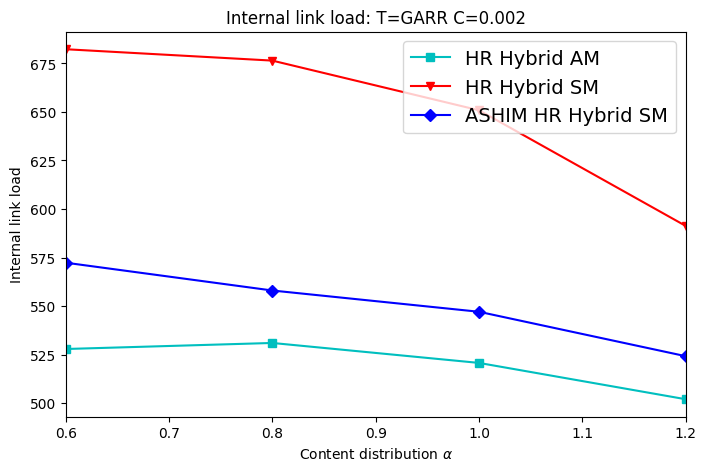 Internal link load: T=GARR C=0.002
HR Hybrid AM
HR Hybrid SM
ASHIM HR Hybrid SM
Internal link load
675
650
625
600
575
550
525
500
0.6 0.7 0.8 0.9 1.0 1.1 1.2
Content distribution α